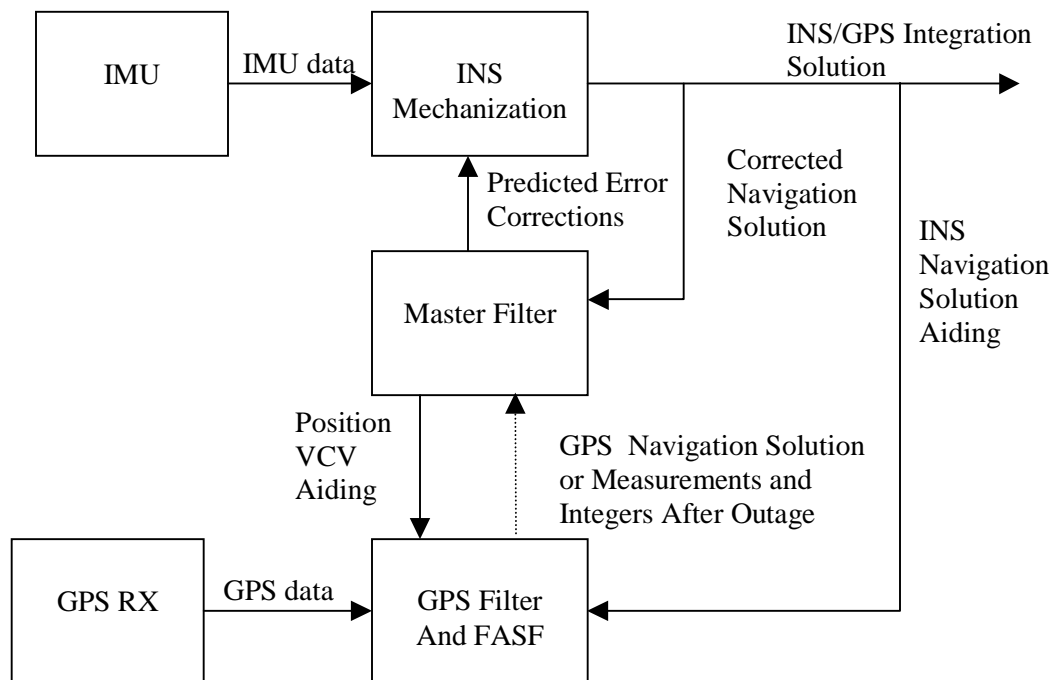 IMU
IMU data
INS
Mechanization
INS/GPS Integration
Solution
Predicted Error
Corrections
Corrected
Navigation
Solution
INS
Navigation
Solution
Aiding
Master Filter
Position
VCV
Aiding
GPS Navigation Solution
or Measurements and
Integers After Outage
GPS RX
GPS data
GPS Filter
And FASF